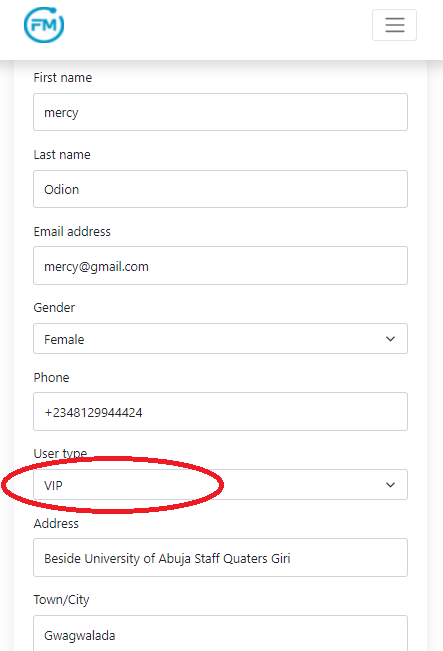 FM
First name
mercy
Last name
Odion
Email address
mercy@gmail.com
Gender
Female
Phone
+2348129944424
User type
VIP
Address
Beside University of Abuja Staff Quaters Giri
Town/City
Gwagwalada